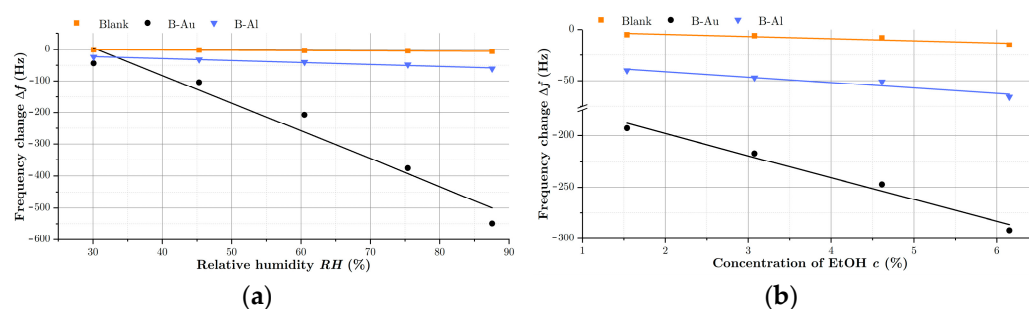 Blank B-Au B-Al
0
-100
-200
-300
-400
-500
-600
Frequency change Δf (Hz)
30 40 50 60 70 80 90
Relative humidity RH (%)
(a)
Blank B-Au B-Al
0
-50
-200
-250
-300
Frequency change Δf (Hz)
1 2 3 4 5 6
Concentration of EtOH c (%)
(b)